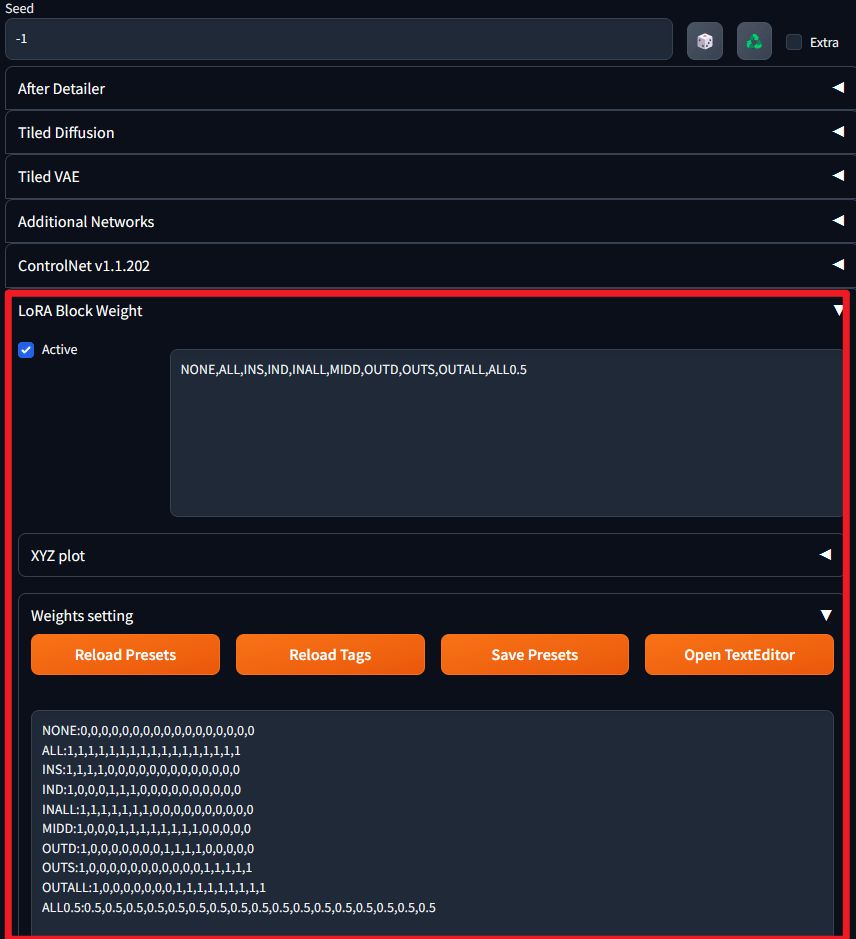 Seed
-1
Extra
After Detailer
Tiled Diffusion
Tiled VAE
Additional Networks
ControlNet v1.1.202
LoRA Block Weight
Active
NONE,ALL,INS,IND,INALL,MIDD,OUTD,OUTS,OUTALL,ALL0.5
XYZ plot
Weights setting
Reload Presets
Reload Tags
Save Presets
Open TextEditor
NONE:0,0,0,0,0,0,0,0,0,0,0,0,0,0,0,0,0
ALL:1,1,1,1,1,1,1,1,1,1,1,1,1,1,1,1,1
INS:1,1,1,1,0,0,0,0,0,0,0,0,0,0,0,0,0
IND:1,0,0,0,1,1,1,0,0,0,0,0,0,0,0,0,0
INALL:1,1,1,1,1,1,1,0,0,0,0,0,0,0,0,0,0
MIDD:1,0,0,0,1,1,1,1,1,1,1,1,0,0,0,0,0
OUTD:1,0,0,0,0,0,0,0,1,1,1,1,0,0,0,0,0
OUTS:1,0,0,0,0,0,0,0,0,0,0,0,1,1,1,1,1
OUTALL:1,0,0,0,0,0,0,0,1,1,1,1,1,1,1,1,1
ALL0.5:0.5,0.5,0.5,0.5,0.5,0.5,0.5,0.5,0.5,0.5,0.5,0.5,0.5,0.5,0.5,0.5,0.5